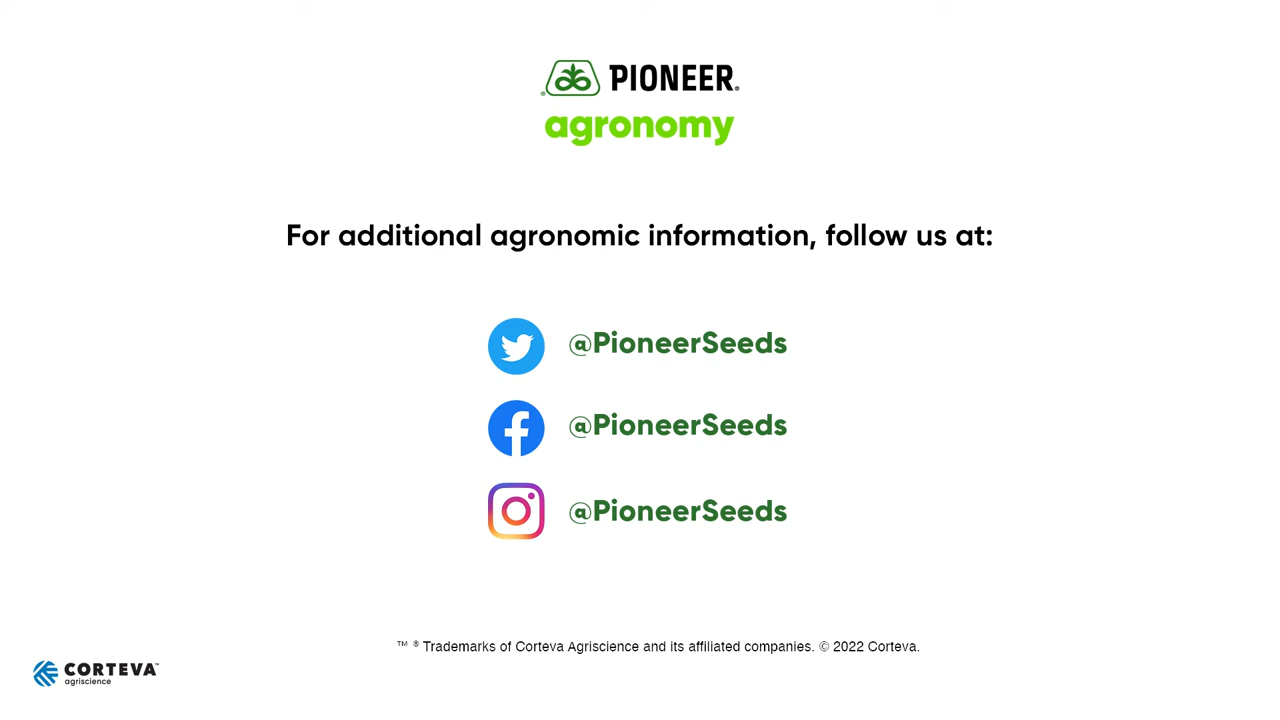 PIONEER®
agronomy
For additional agronomic information, follow us at:
@PioneerSeeds
@PioneerSeeds
@PioneerSeeds
™ ® Trademarks of Corteva Agriscience and its affiliated companies. © 2022 Corteva.
CORTEVA™
agriscience